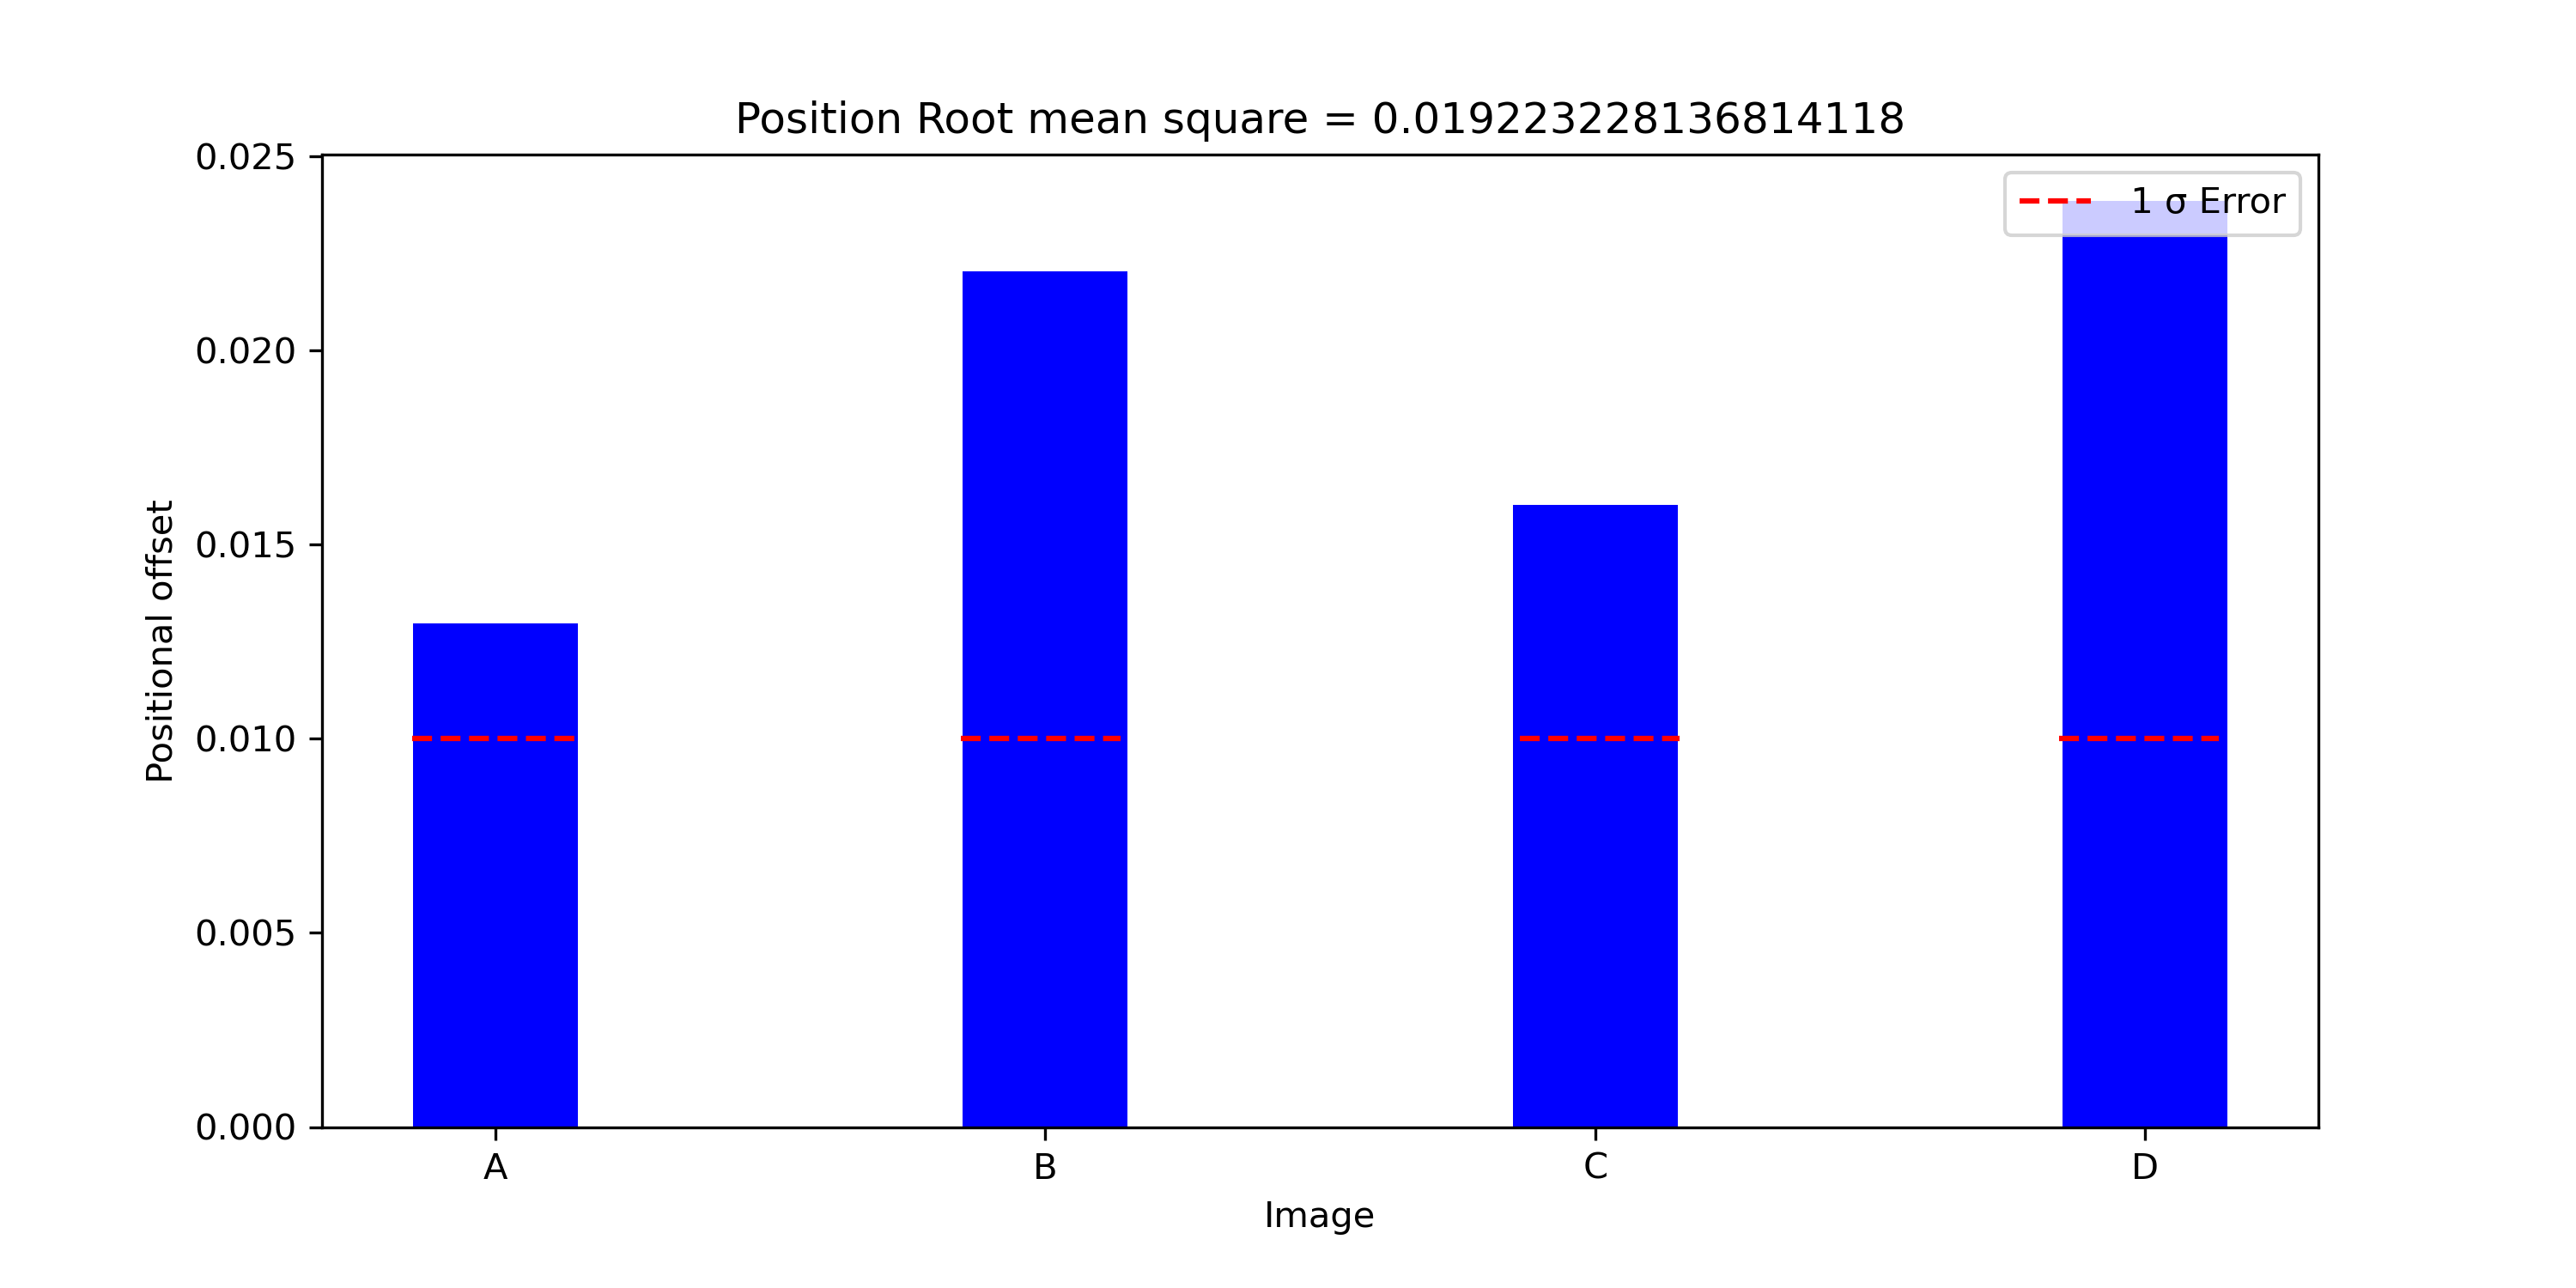 Position Root mean square = 0.019223228136814118
1 σ Error
0.025
0.020
0.015
0.010
0.005
0.000
Positional offset
A B C D
Image